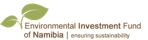 Environmental Investment Fund
of Namibia | ensuring sustainability